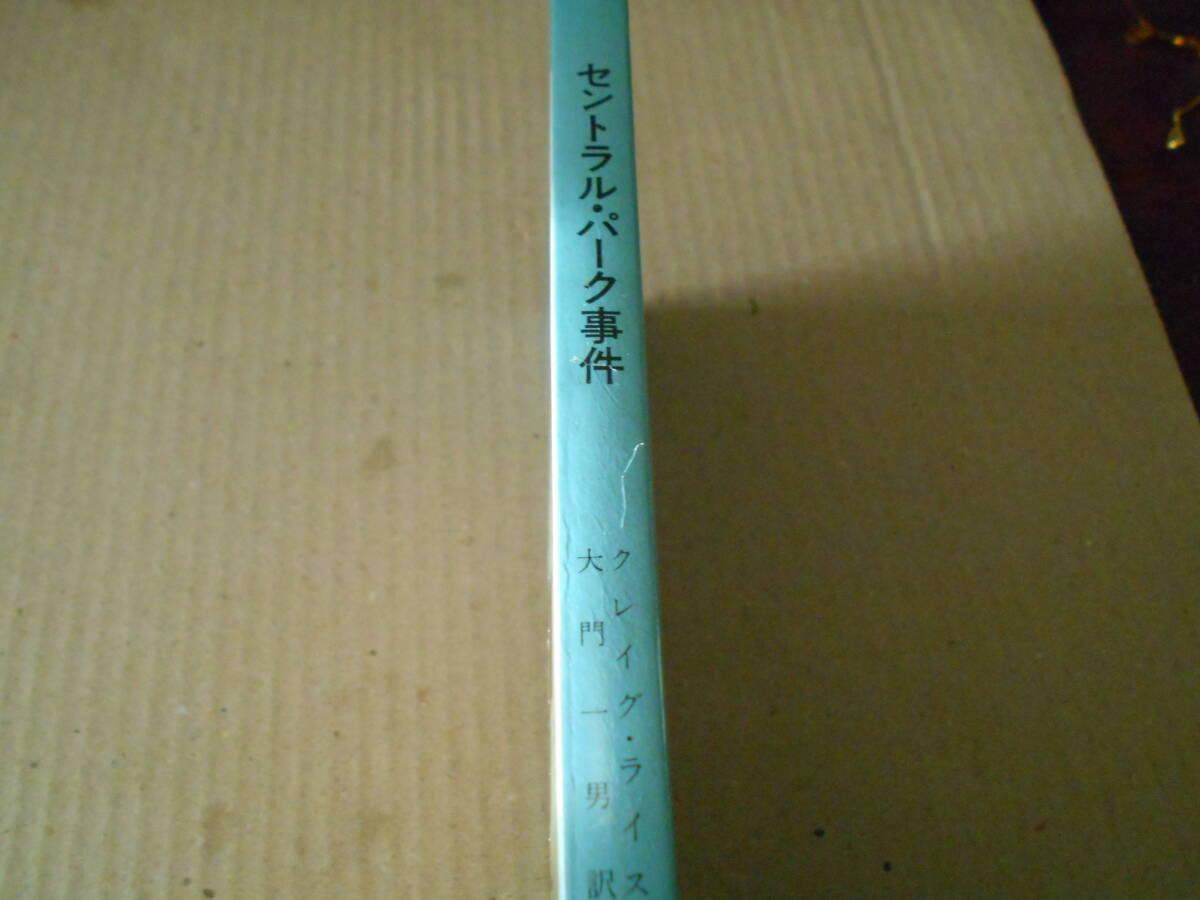 セントラル・パーク事件
クレイグ・ライス
大門一男訳